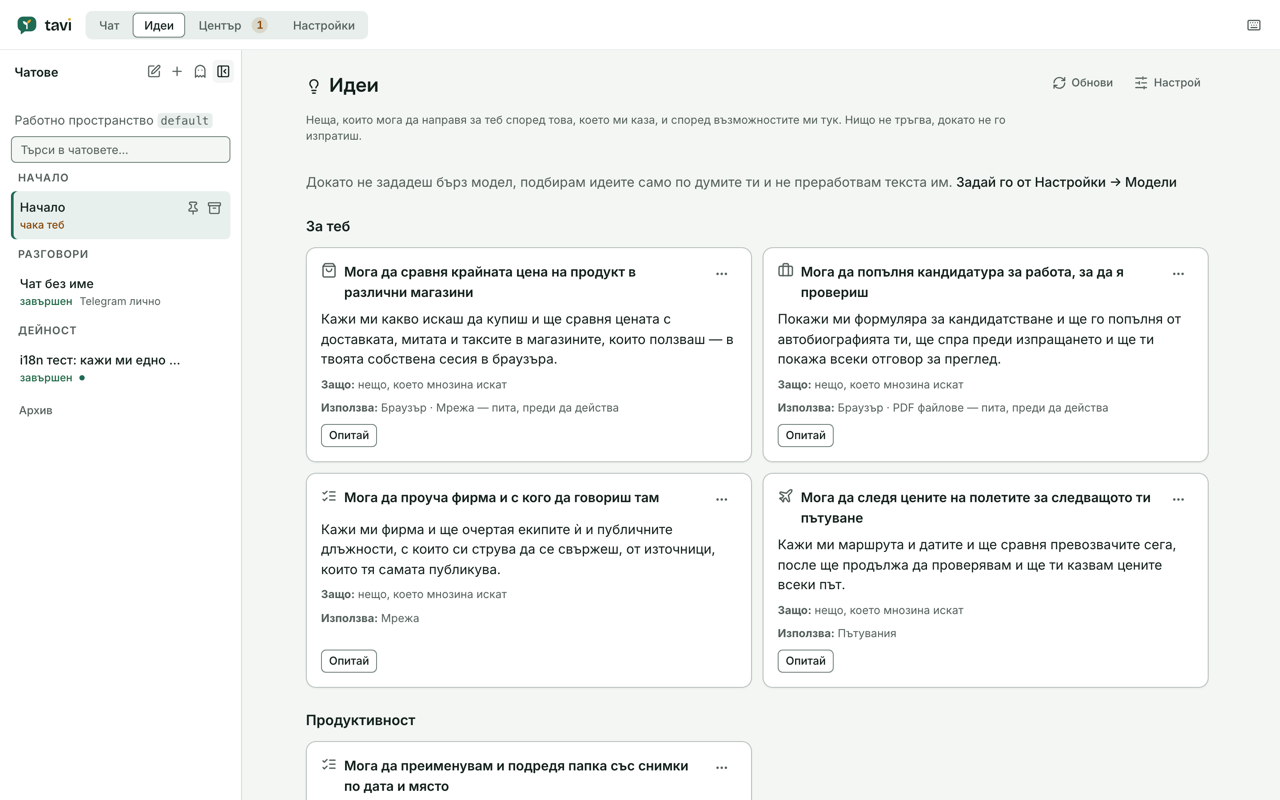 tavi
Чат
Идеи
Център 1
Настройки
Чатове
Работно пространство default
Търси в чатовете...
НАЧАЛО
Начало
чака теб
РАЗГОВОРИ
Чат без име
завършен Telegram лично
ДЕЙНОСТ
i18n тест: кажи ми едно ...
завършен
Архив
Идеи
Обнови
Настрой
Неща, които мога да направя за теб според това, което ми каза, и според възможностите ми тук. Нищо не тръгва, докато не го
изпратиш.
Докато не зададеш бърз модел, подбирам идеите само по думите ти и не преработвам текста им. Задай го от Настройки → Модели
За теб
Мога да сравня крайната цена на продукт в
различни магазини
Кажи ми какво искаш да купиш и ще сравня цената с
доставката, митата и таксите в магазините, които ползваш — в
твоята собствена сесия в браузъра.
Защо: нещо, което мнозина искат
Използва: Браузър · Мрежа — пита, преди да действа
Опитай
Мога да попълня кандидатура за работа, за да я
провериш
Покажи ми формуляра за кандидатстване и ще го попълня от
автобиографията ти, ще спра преди изпращането и ще ти
покажа всеки отговор за преглед.
Защо: нещо, което мнозина искат
Използва: Браузър · PDF файлове — пита, преди да действа
Опитай
Мога да проуча фирма и с кого да говориш там
Кажи ми фирма и ще очертая екипите ѝ и публичните
длъжности, с които си струва да се свържеш, от източници,
които тя самата публикува.
Защо: нещо, което мнозина искат
Използва: Мрежа
Опитай
Мога да следя цените на полетите за следващото ти
пътуване
Кажи ми маршрута и датите и ще сравня превозвачите сега,
после ще продължа да проверявам и ще ти казвам цените
всеки път.
Защо: нещо, което мнозина искат
Използва: Пътувания
Опитай
Продуктивност
Мога да преименувам и подредя папка със снимки
по дата и място